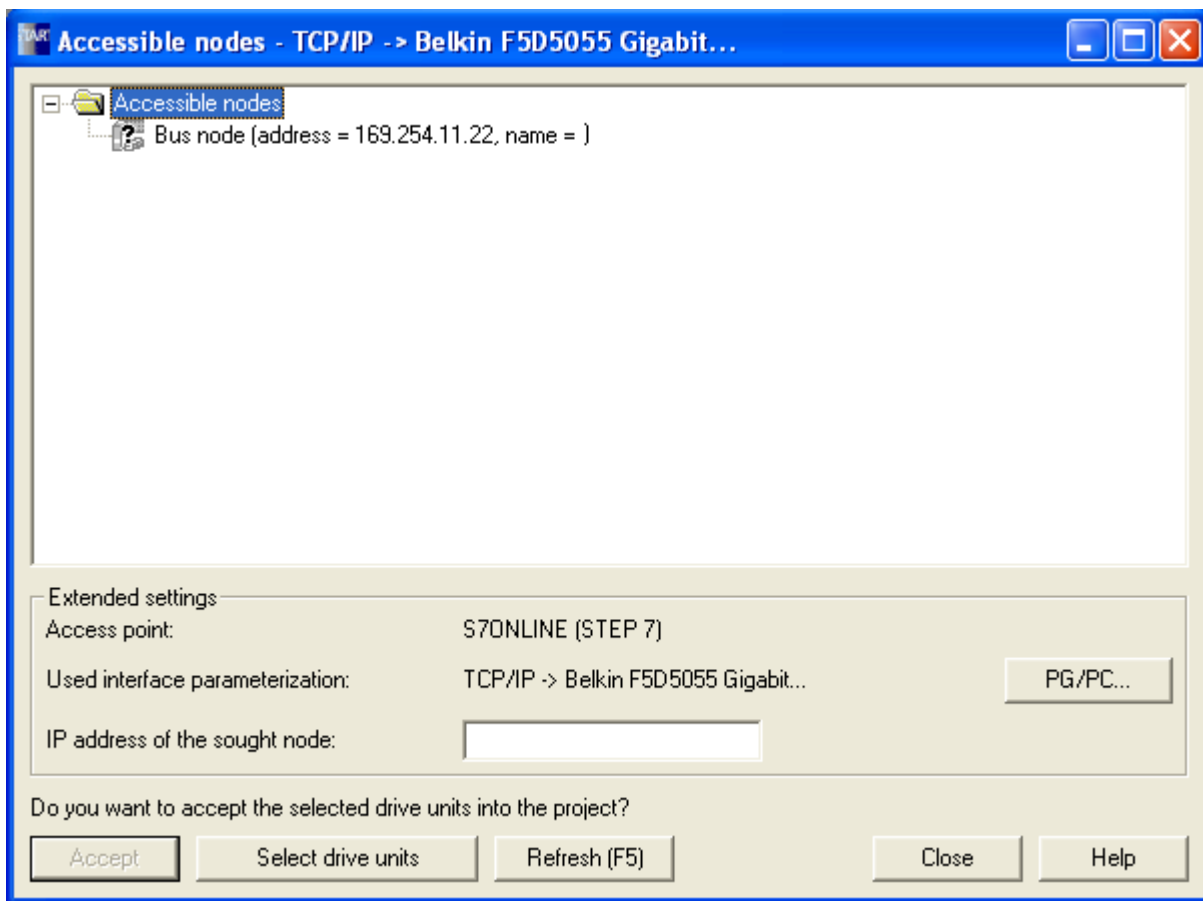 TAR
Accessible nodes - TCP/IP -> Belkin F5D5055 Gigabit...
Accessible nodes
Bus node (address = 169.254.11.22, name = )
Extended settings
Access point: S7ONLINE (STEP 7)
Used interface parameterization: TCP/IP -> Belkin F5D5055 Gigabit... PG/PC...
IP address of the sought node:
Do you want to accept the selected drive units into the project?
Accept Select drive units Refresh (F5) Close Help